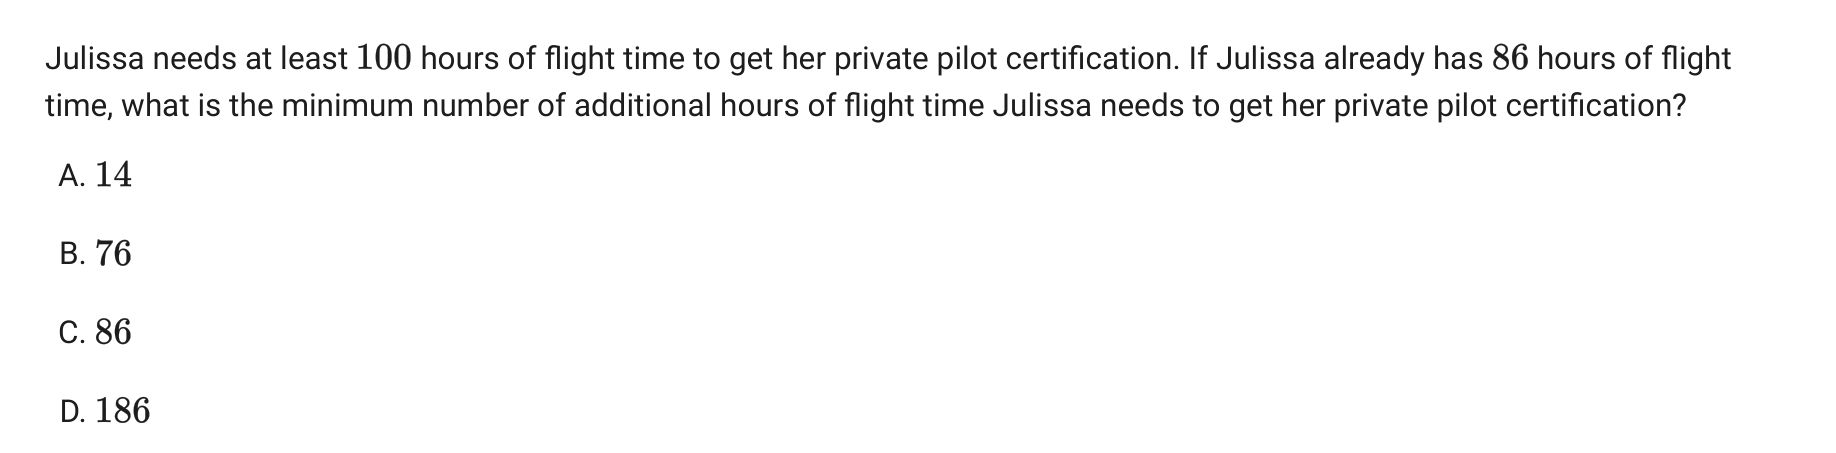 Julissa needs at least 100 hours of flight time to get her private pilot certification. If Julissa already has 86 hours of flight
time, what is the minimum number of additional hours of flight time Julissa needs to get her private pilot certification?
A. 14
B. 76
C. 86
D. 186